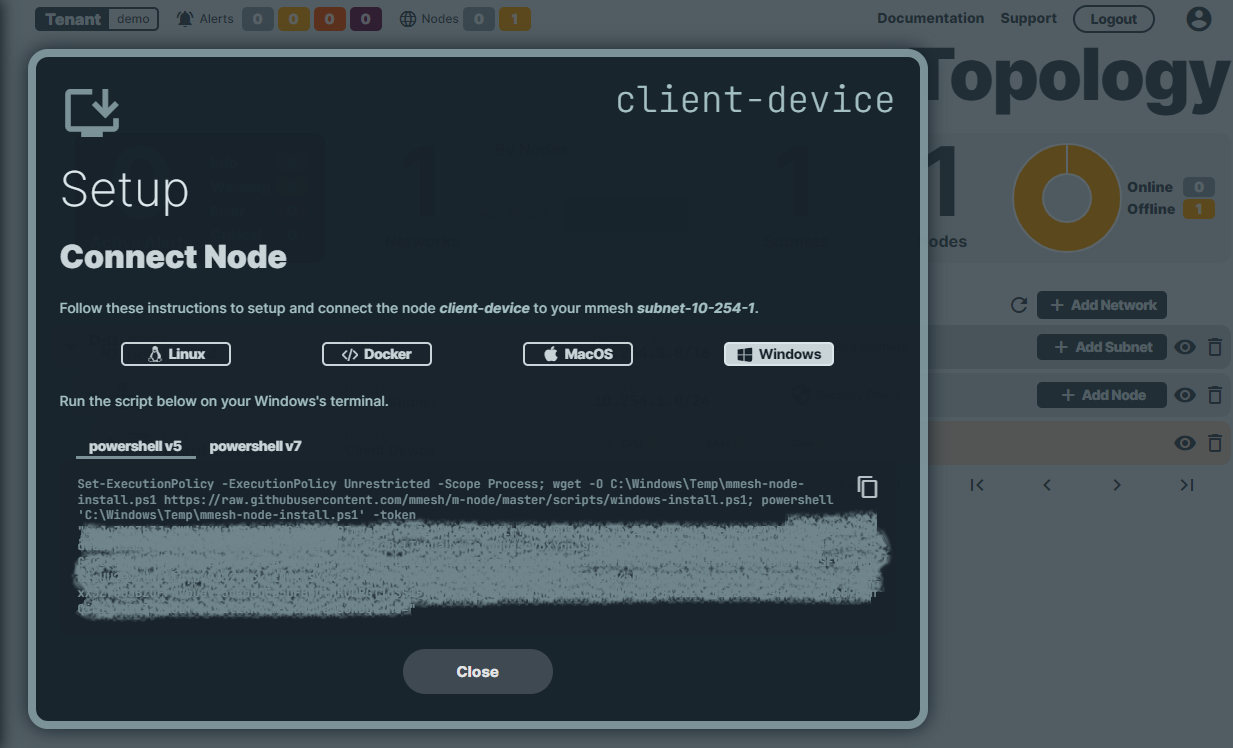 Tenant demo Alerts 0 0 0 0 Nodes 0 1 Documentation Support Logout
Topology
client-device
Setup
Connect Node
Follow these instructions to setup and connect the node client-device to your mmesh subnet-10-254-1.
Linux Docker MacOS Windows
Run the script below on your Windows's terminal.
powershell v5 powershell v7
Set-ExecutionPolicy -ExecutionPolicy Unrestricted -Scope Process; wget -O C:\Windows\Temp\mmesh-node-
install.ps1 https://raw.githubusercontent.com/mmesh/m-node/master/scripts/windows-install.ps1; powershell
'C:\Windows\Temp\mmesh-node-install.ps1' -token
Close
1
odes
Online 0
Offline 1
+ Add Network
+ Add Subnet
+ Add Node